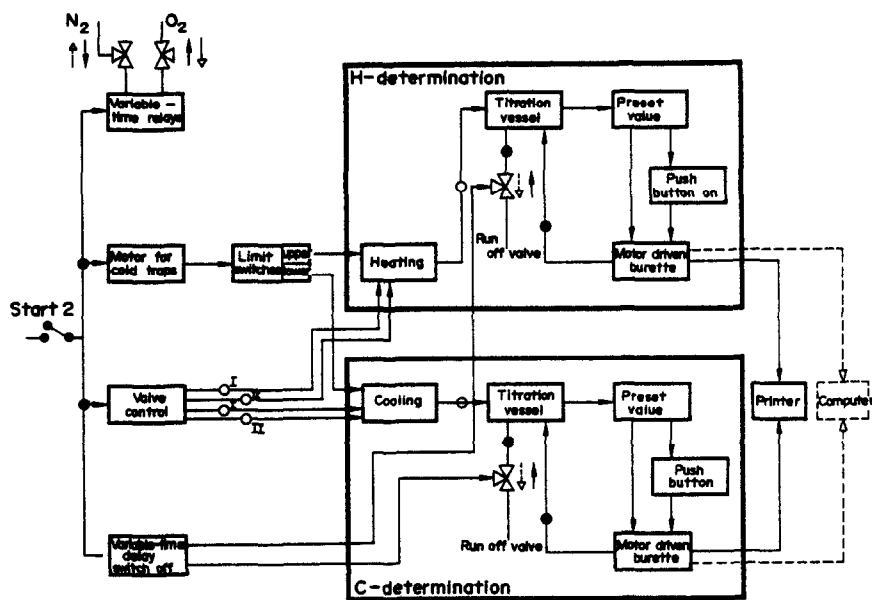 N2 O2
Variable -
time relays
H-determination
Titration
vessel
Preset
value
Push
button on
Run
off valve
Motor driven
burette
Motor for
cold traps
Limit
switches
upper
lower
Heating
Start 2
Valve
control
I
X
X
II
Cooling
Titration
vessel
Preset
value
Push
button
Printer
Computer
Run off valve
Motor driven
burette
Variable-time
delay
switch off
C-determination